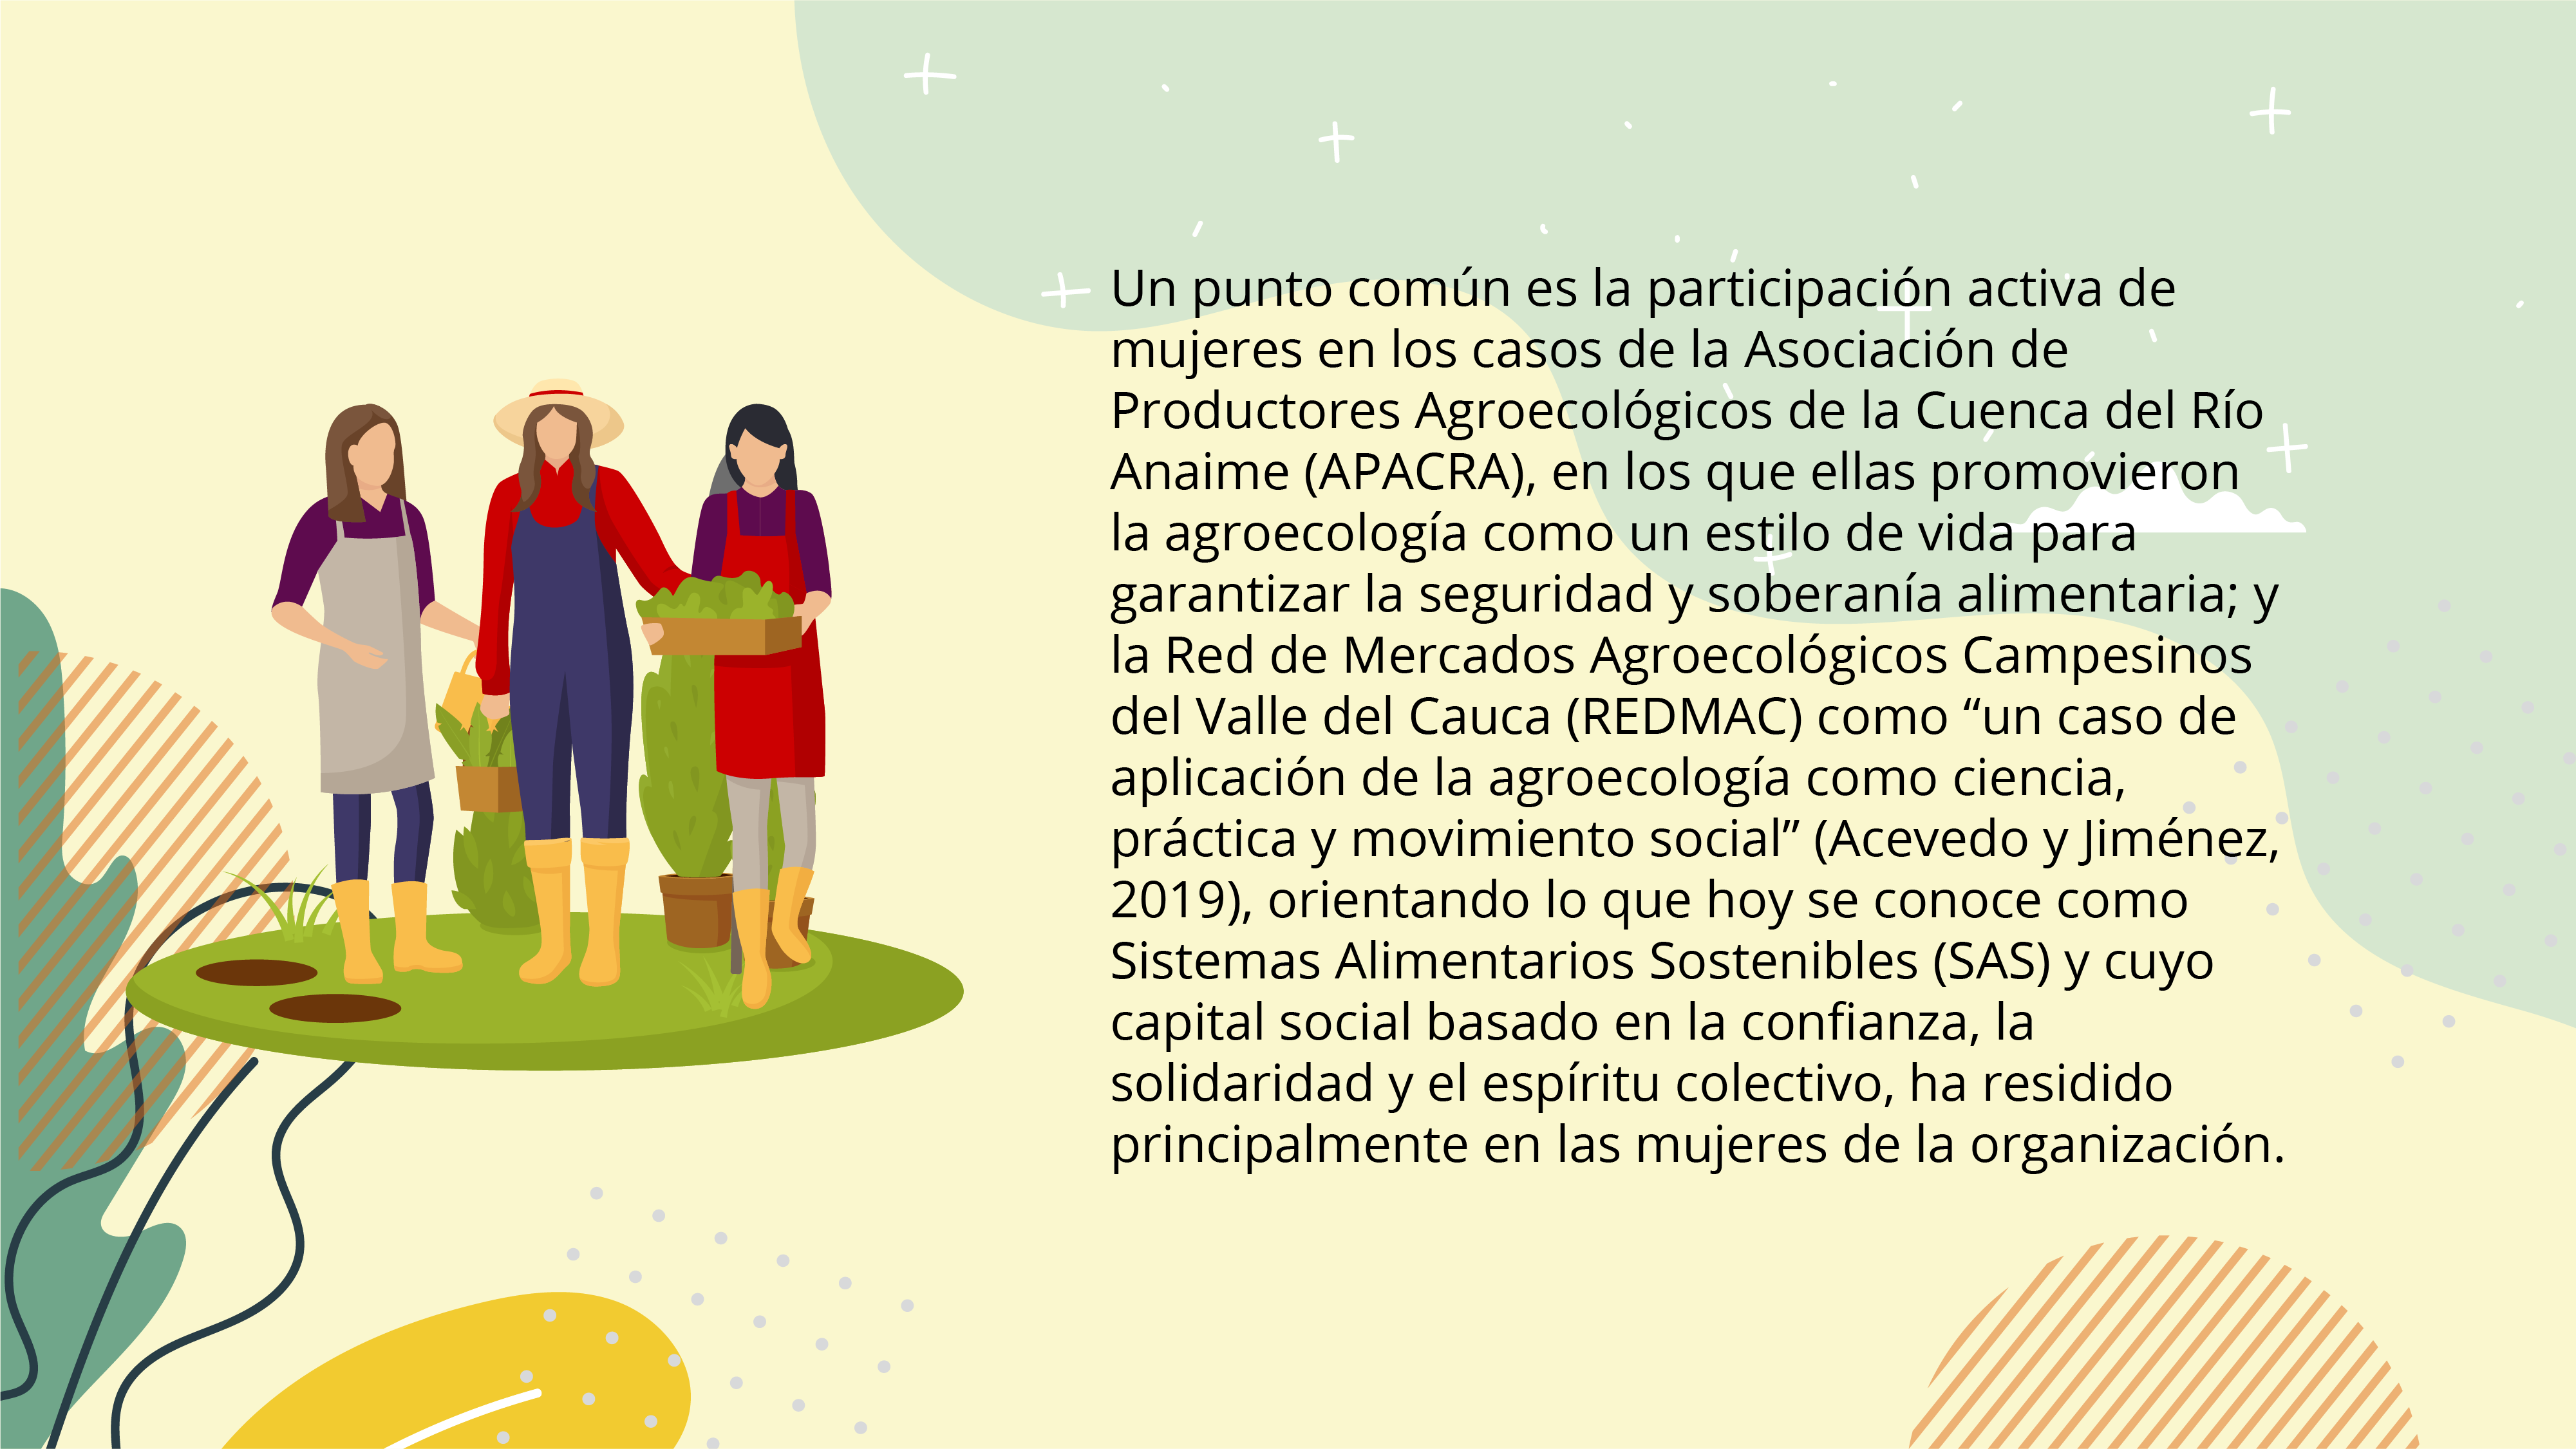 Un punto común es la participación activa de
mujeres en los casos de la Asociación de
Productores Agroecológicos de la Cuenca del Río
Anaime (APACRA), en los que ellas promovieron
la agroecología como un estilo de vida para
garantizar la seguridad y soberanía alimentaria; y
la Red de Mercados Agroecológicos Campesinos
del Valle del Cauca (REDMAC) como “un caso de
aplicación de la agroecología como ciencia,
práctica y movimiento social” (Acevedo y Jiménez,
2019), orientando lo que hoy se conoce como
Sistemas Alimentarios Sostenibles (SAS) y cuyo
capital social basado en la confianza, la
solidaridad y el espíritu colectivo, ha residido
principalmente en las mujeres de la organización.